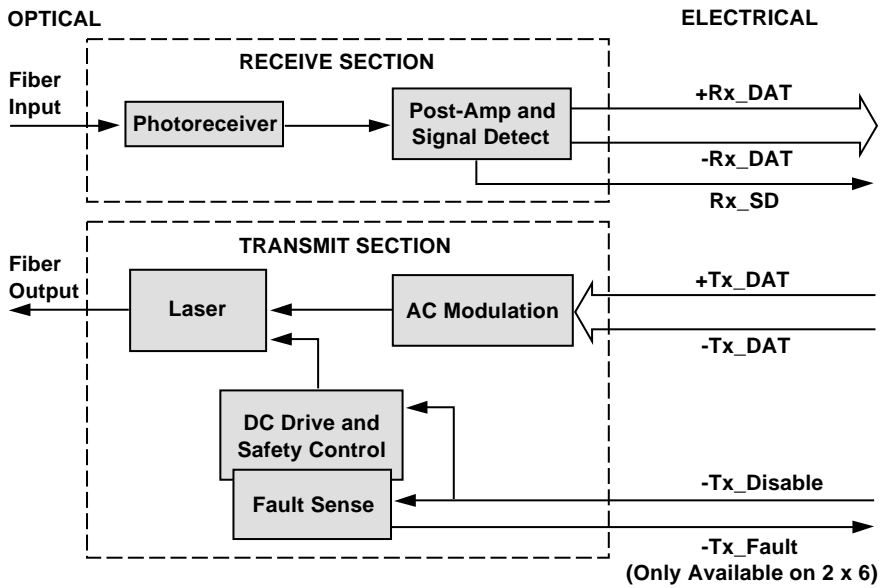 OPTICAL
ELECTRICAL
RECEIVE SECTION
Fiber
Input
Photoreceiver
Post-Amp and
Signal Detect
+Rx_DAT
-Rx_DAT
Rx_SD
TRANSMIT SECTION
Fiber
Output
Laser
AC Modulation
+Tx_DAT
-Tx_DAT
DC Drive and
Safety Control
Fault Sense
-Tx_Disable
-Tx_Fault
(Only Available on 2 x 6)